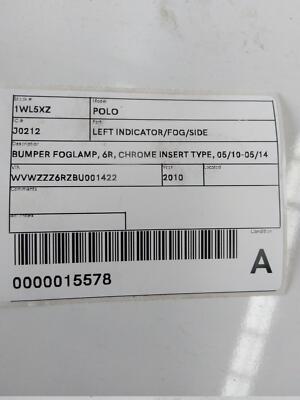 Stock # Model
1WL5XZ POLO
IC # Part
J0212 LEFT INDICATOR/FOG/SIDE
Description
BUMPER FOGLAMP, 6R, CHROME INSERT TYPE, 05/10-05/14
VIN Year
WVWZZZ6RZBU001422 2010
Comments
Condition
0000015578 A